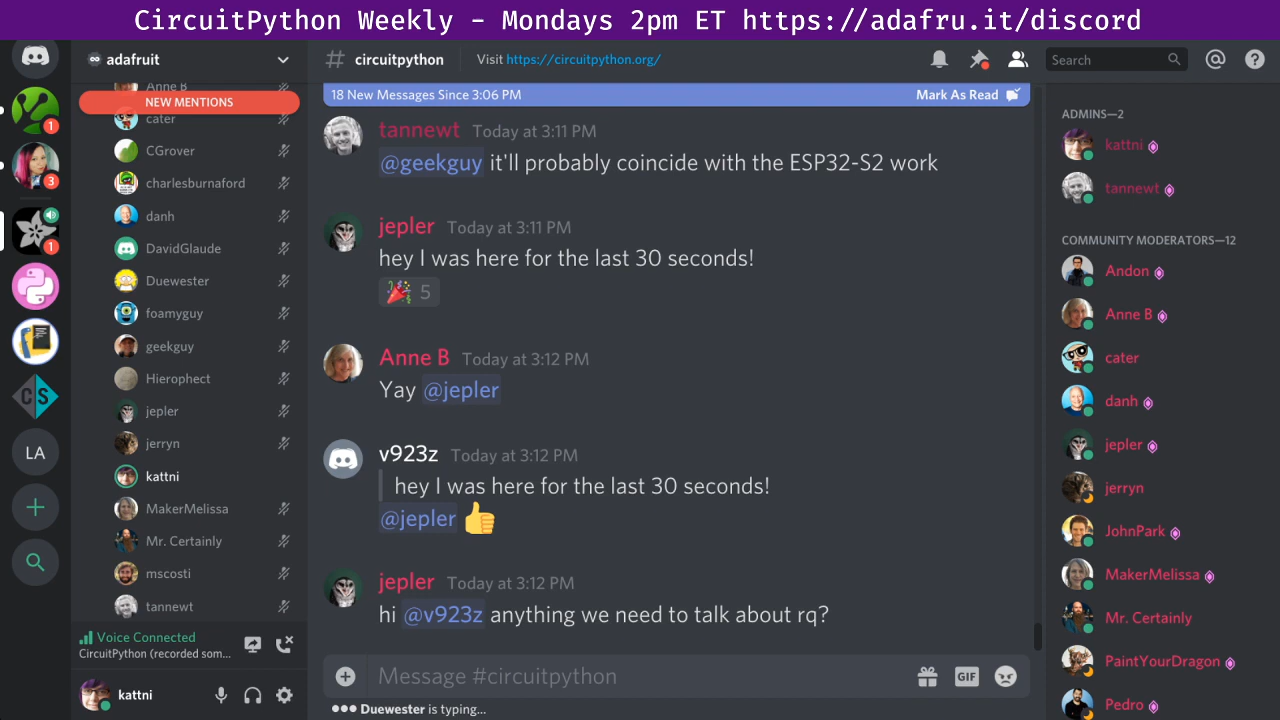 CircuitPython Weekly - Mondays 2pm ET https://adafru.it/discord
adafruit
Anne B
NEW MENTIONS
cater
CGrover
charlesburnaford
danh
DavidGlaude
Duewester
foamyguy
geekguy
Hierophect
jepler
jerryn
kattni
MakerMelissa
Mr. Certainly
mscosti
tannewt
Voice Connected
CircuitPython (recorded som...
kattni
1
3
1
CS
LA
# circuitpython
Visit https://circuitpython.org/
Search
18 New Messages Since 3:06 PM
Mark As Read
tannewt Today at 3:11 PM
@geekguy it'll probably coincide with the ESP32-S2 work
jepler Today at 3:11 PM
hey I was here for the last 30 seconds!
5
Anne B Today at 3:12 PM
Yay @jepler
v923z Today at 3:12 PM
hey I was here for the last 30 seconds!
@jepler
jepler Today at 3:12 PM
hi @v923z anything we need to talk about rq?
Message #circuitpython
GIF
Duewester is typing...
ADMINS—2
kattni
tannewt
COMMUNITY MODERATORS—12
Andon
Anne B
cater
danh
jepler
jerryn
JohnPark
MakerMelissa
Mr. Certainly
PaintYourDragon
Pedro